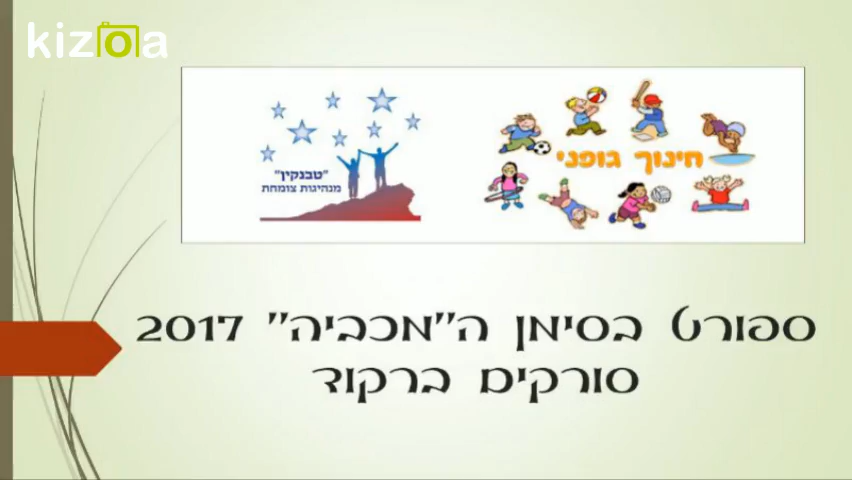 kizoa
"טבנקין"
מנהיגות צומחת
חינוך גופני
ספורט בסימן ה"מכביה" 2017
סורקים ברקוד